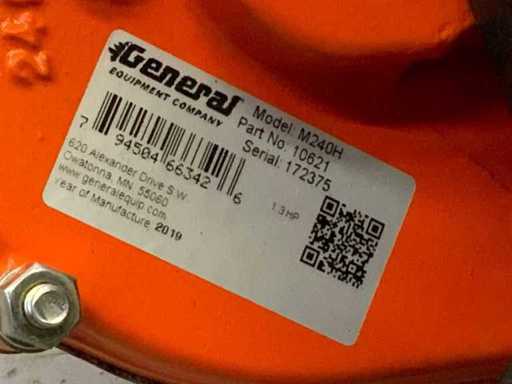 General
EQUIPMENT COMPANY
Model: M240H
Part No: 10621
Serial: 172375
7 94504 66342 6
1.3 HP
620 Alexander Drive S.W.
Owatonna, MN. 55060
www.generalequip.com
Year of Manufacture: 2019
240